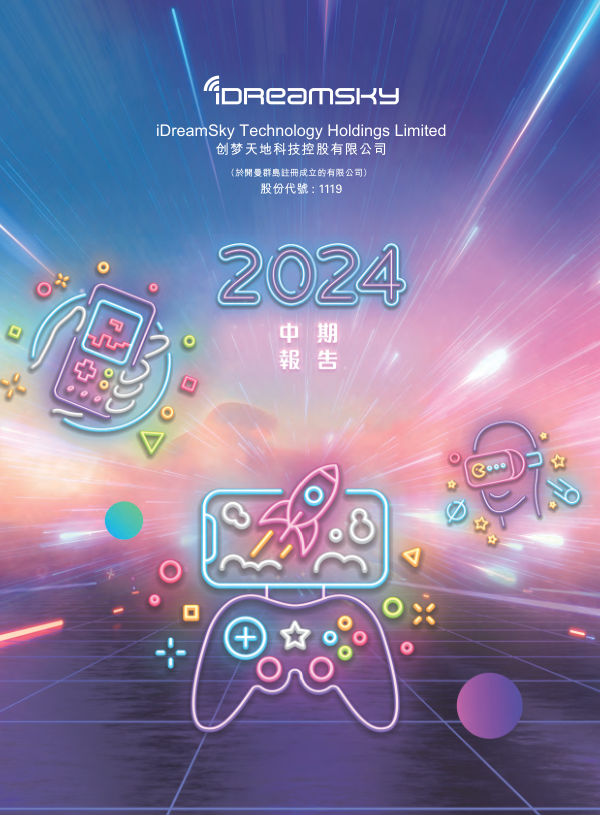 iDreamSky
iDreamSky Technology Holdings Limited
创梦天地科技控股有限公司
（於開曼群島註冊成立的有限公司）
股份代號 : 1119
2024
中期
報告